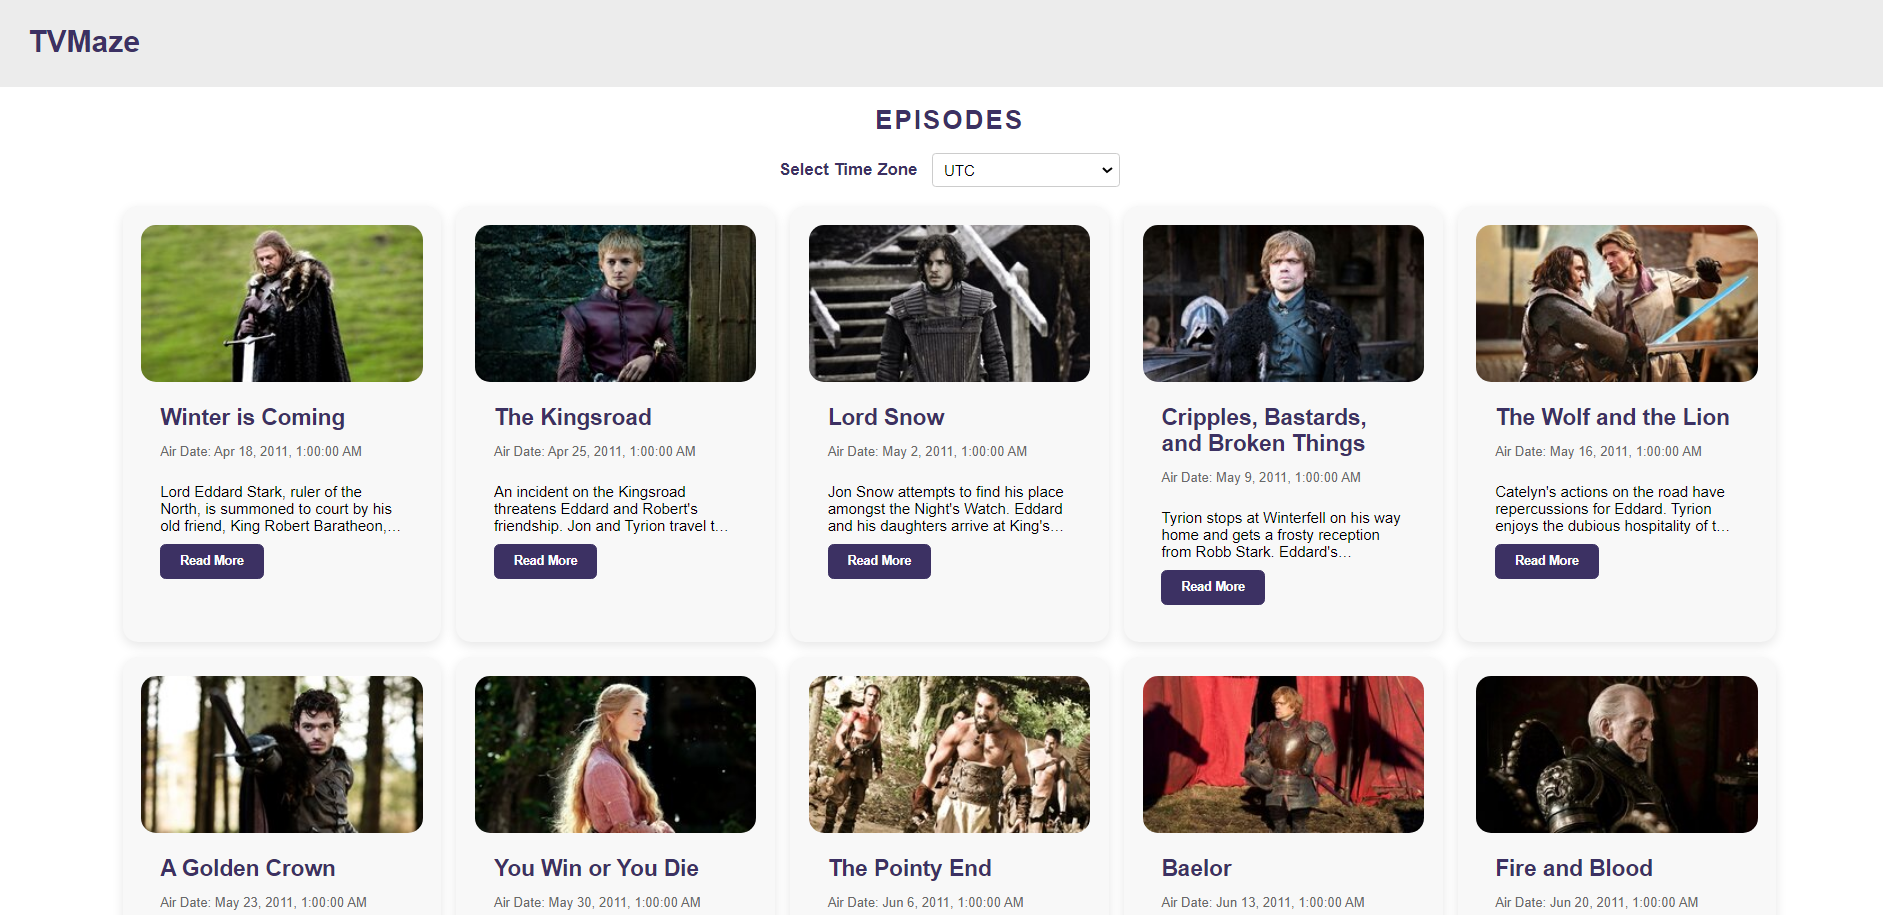 TVMaze
EPISODES
Select Time Zone UTC
Winter is Coming
Air Date: Apr 18, 2011, 1:00:00 AM
Lord Eddard Stark, ruler of the
North, is summoned to court by his
old friend, King Robert Baratheon,...
Read More
The Kingsroad
Air Date: Apr 25, 2011, 1:00:00 AM
An incident on the Kingsroad
threatens Eddard and Robert's
friendship. Jon and Tyrion travel t...
Read More
Lord Snow
Air Date: May 2, 2011, 1:00:00 AM
Jon Snow attempts to find his place
amongst the Night's Watch. Eddard
and his daughters arrive at King's...
Read More
Cripples, Bastards,
and Broken Things
Air Date: May 9, 2011, 1:00:00 AM
Tyrion stops at Winterfell on his way
home and gets a frosty reception
from Robb Stark. Eddard's...
Read More
The Wolf and the Lion
Air Date: May 16, 2011, 1:00:00 AM
Catelyn's actions on the road have
repercussions for Eddard. Tyrion
enjoys the dubious hospitality of t...
Read More
A Golden Crown
Air Date: May 23, 2011, 1:00:00 AM
You Win or You Die
Air Date: May 30, 2011, 1:00:00 AM
The Pointy End
Air Date: Jun 6, 2011, 1:00:00 AM
Baelor
Air Date: Jun 13, 2011, 1:00:00 AM
Fire and Blood
Air Date: Jun 20, 2011, 1:00:00 AM